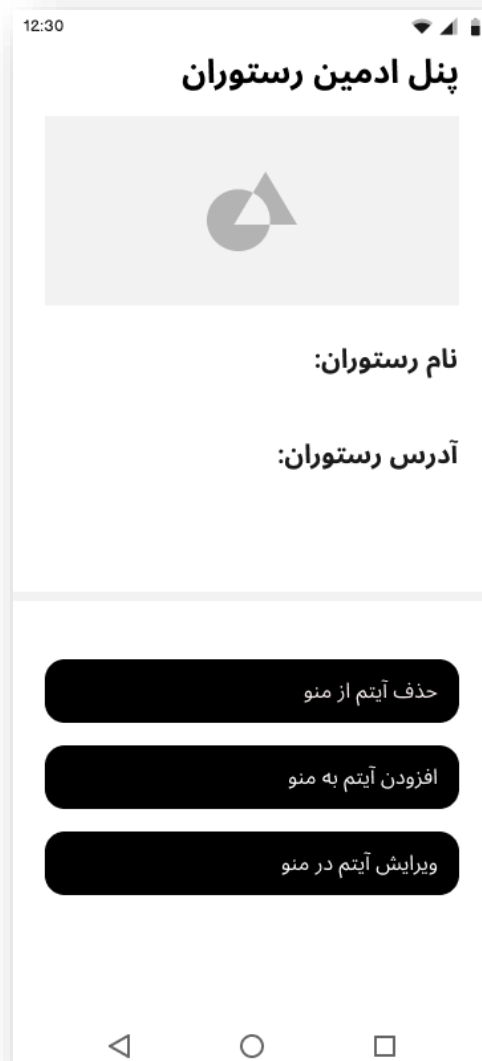 12:30
پنل ادمین رستوران
نام رستوران:
آدرس رستوران:
حذف آیتم از منو
افزودن آیتم به منو
ویرایش آیتم در منو